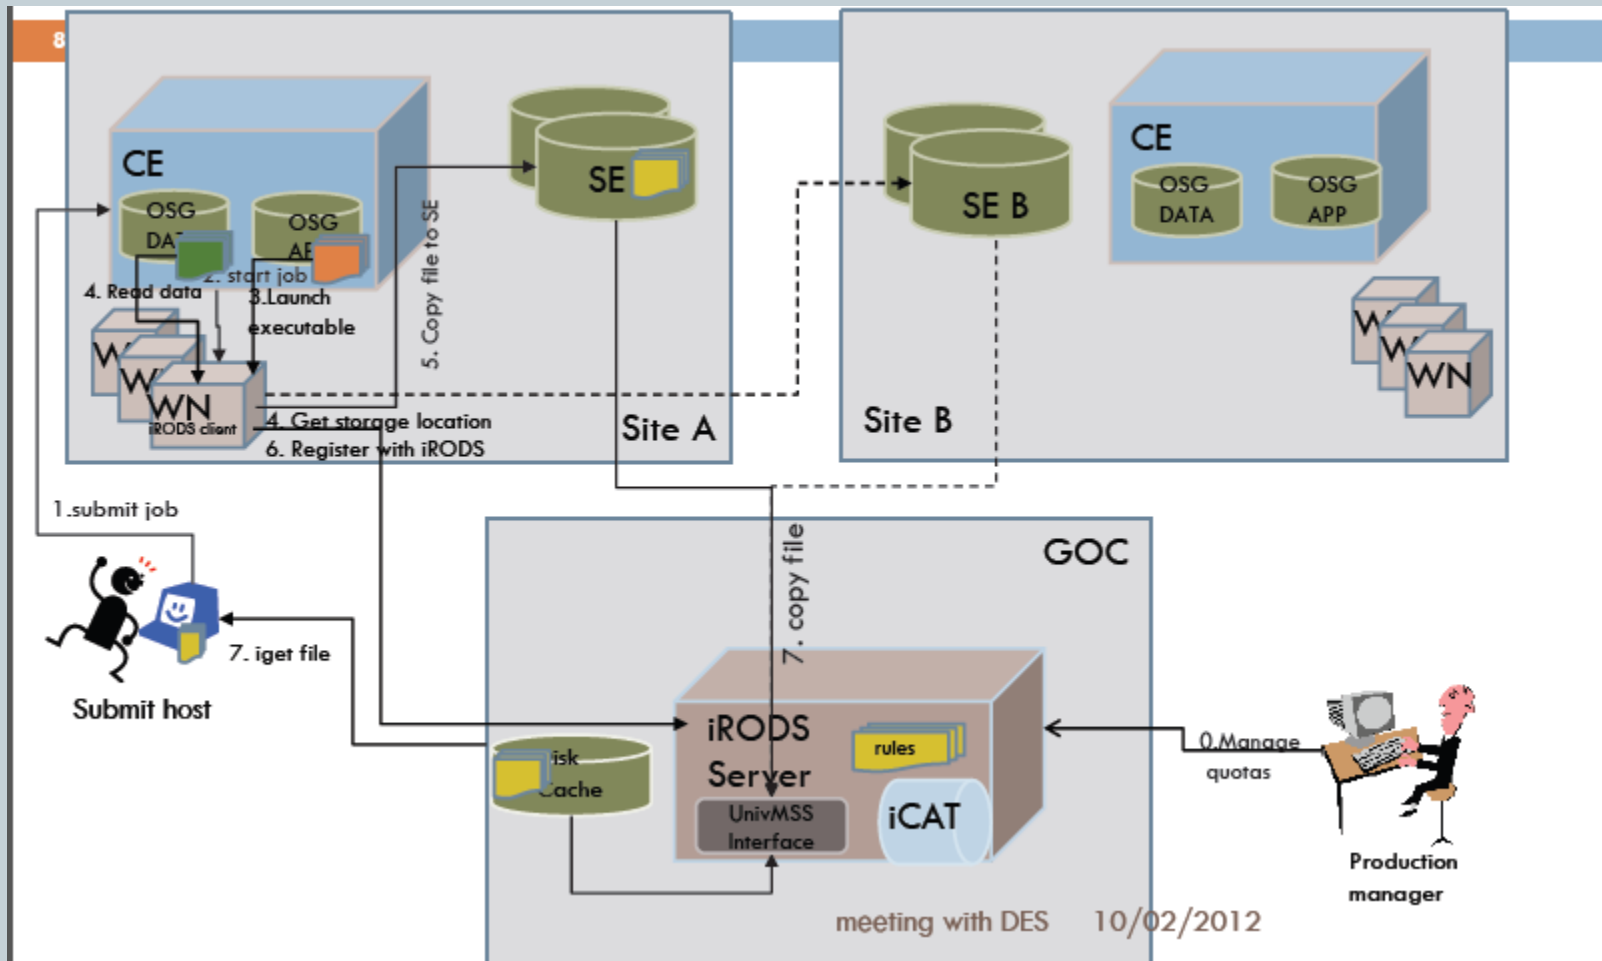 8
CE
OSG
OSG
SE
4. Read data
2. start job
3.Launch
executable
5. Copy file to SE
WN
iRODS client
4. Get storage location
6. Register with iRODS
Site A
SE B
CE
OSG
DATA
OSG
APP
WN
Site B
1.submit job
7. iget file
Submit host
GOC
7. copy file
iRODS
Server
rules
iCAT
UnivMSS
Interface
isk
Cache
0.Manage
quotas
Production
manager
meeting with DES 10/02/2012